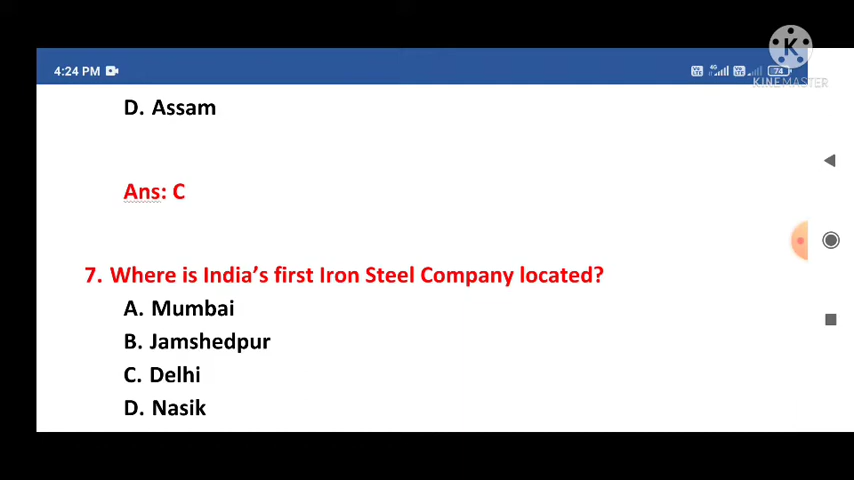 4:24 PM
74
K
KINEMASTER
D. Assam
Ans: C
7. Where is India's first Iron Steel Company located?
A. Mumbai
B. Jamshedpur
C. Delhi
D. Nasik